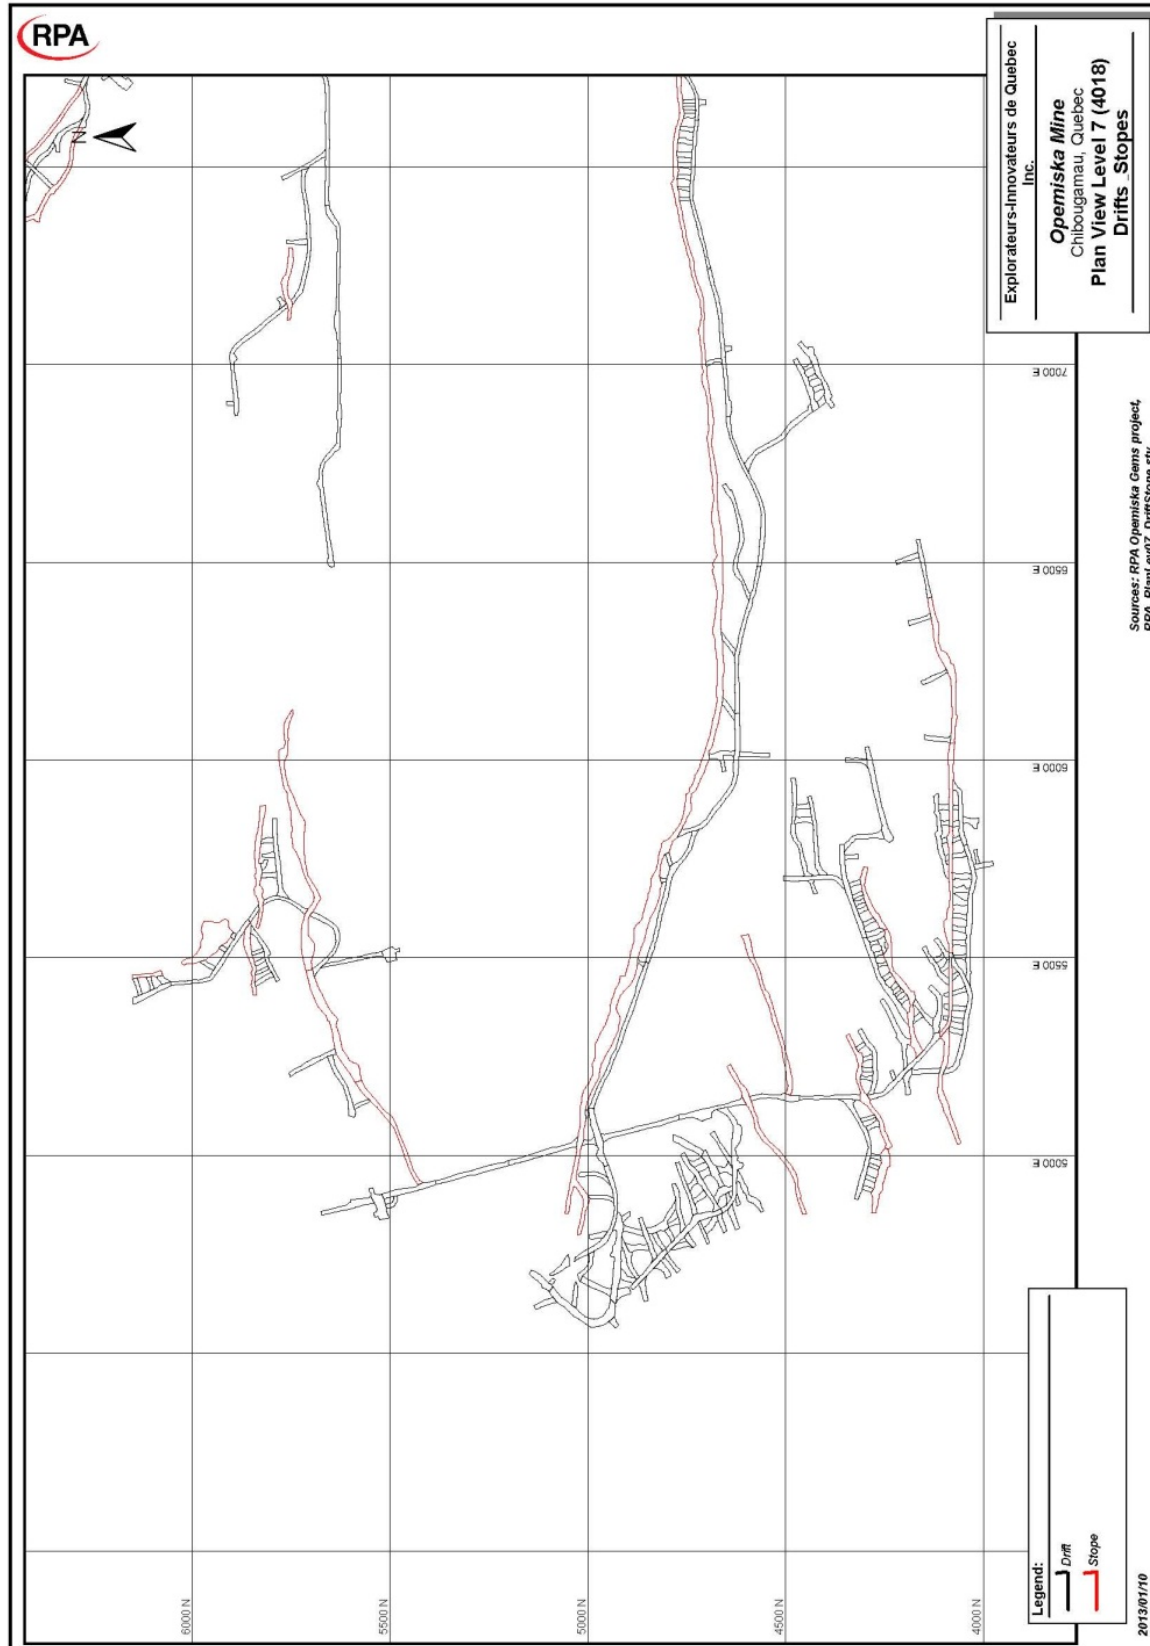 RPA
N
Explorateurs-Innovateurs de Quebec
Inc.
Opemiska Mine
Chibougamau, Quebec
Plan View Level 7 (4018)
Drifts_Stopes
7000 E
6500 E
6000 E
5500 E
5000 E
6000 N
5500 N
5000 N
4500 N
4000 N
Sources: RPA Opemiska Gems project,
Legend:
Drift
Stope
2013/01/10